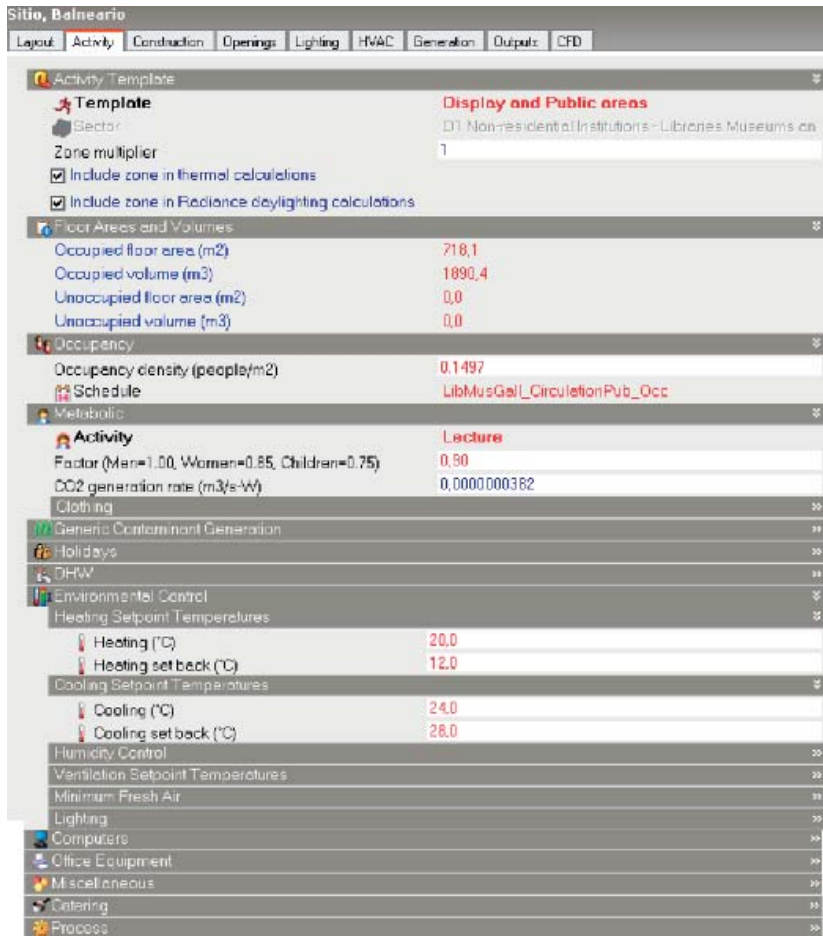 Sitio, Balneario
Layout Activity Construction Openings Lighting HVAC Generation Outputs CFD
Activity Template
Template Display and Public areas
Sector D1 Non-residential Institutions - Libraries Museums an
Zone multiplier 1
Include zone in thermal calculations
Include zone in Radiance daylighting calculations
Floor Areas and Volumes
Occupied floor area (m2) 718,1
Occupied volume (m3) 1890,4
Unoccupied floor area (m2) 0,0
Unoccupied volume (m3) 0,0
Occupancy
Occupancy density (people/m2) 0,1497
Schedule LibMusGall_CirculationPub_Occ
Metabolic
Activity Lecture
Factor (Men=1.00, Women=0.85, Children=0.75) 0,90
CO2 generation rate (m3/s-W) 0,0000000382
Clothing
Generic Contaminant Generation
Holidays
DHW
Environmental Control
Heating Setpoint Temperatures
Heating (°C) 20,0
Heating set back (°C) 12,0
Cooling Setpoint Temperatures
Cooling (°C) 24,0
Cooling set back (°C) 28,0
Humidity Control
Ventilation Setpoint Temperatures
Minimum Fresh Air
Lighting
Computers
Office Equipment
Miscellaneous
Catering
Process